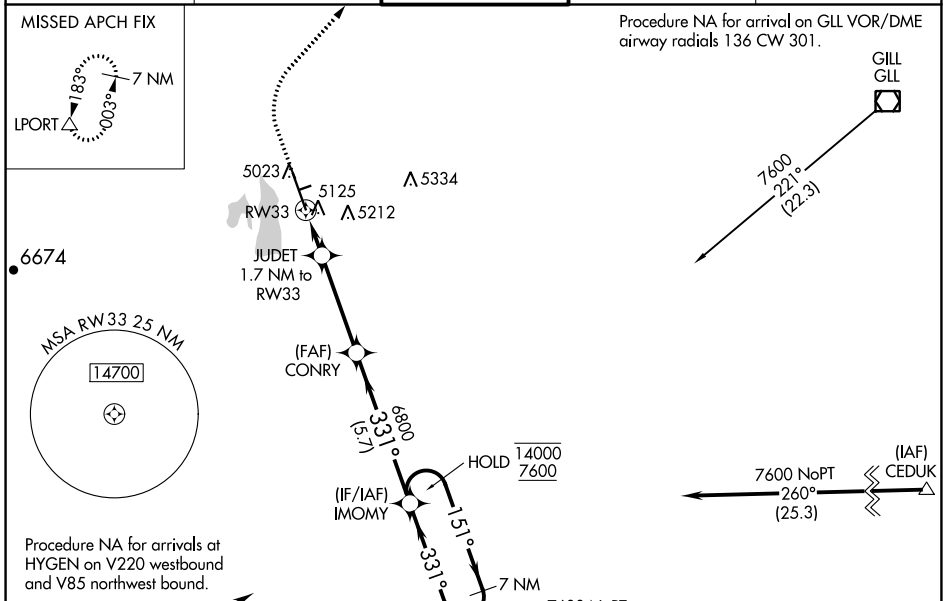 MISSED APCH FIX
7 NM
183°
003°
LPORT
Procedure NA for arrival on GLL VOR/DME
airway radials 136 CW 301.
GILL
GLL
7600
221°
(22.3)
5023
5125
5334
RW33
5212
JUDET
1.7 NM to
RW33
6674
MSA RW33 25 NM
14700
(FAF)
CONRY
6800
331°
(5.7)
HOLD
14000
7600
(IF/IAF)
IMOMY
151°
331°
7 NM
(IAF)
CEDUK
7600 NoPT
260°
(25.3)
Procedure NA for arrivals at
HYGEN on V220 westbound
and V85 northwest bound.